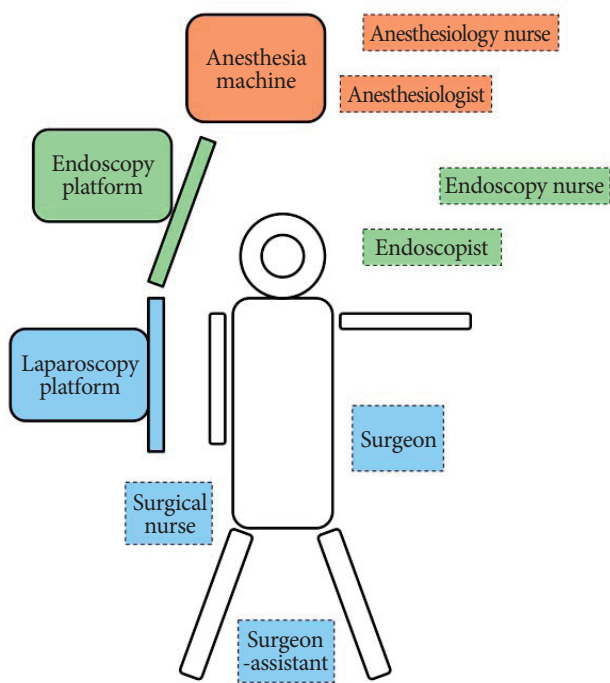 Anesthesiology nurse
Anesthesia
machine
Anesthesiologist
Endoscopy
platform
Endoscopy nurse
Endoscopist
Laparoscopy
platform
Surgeon
Surgical
nurse
Surgeon
-assistant